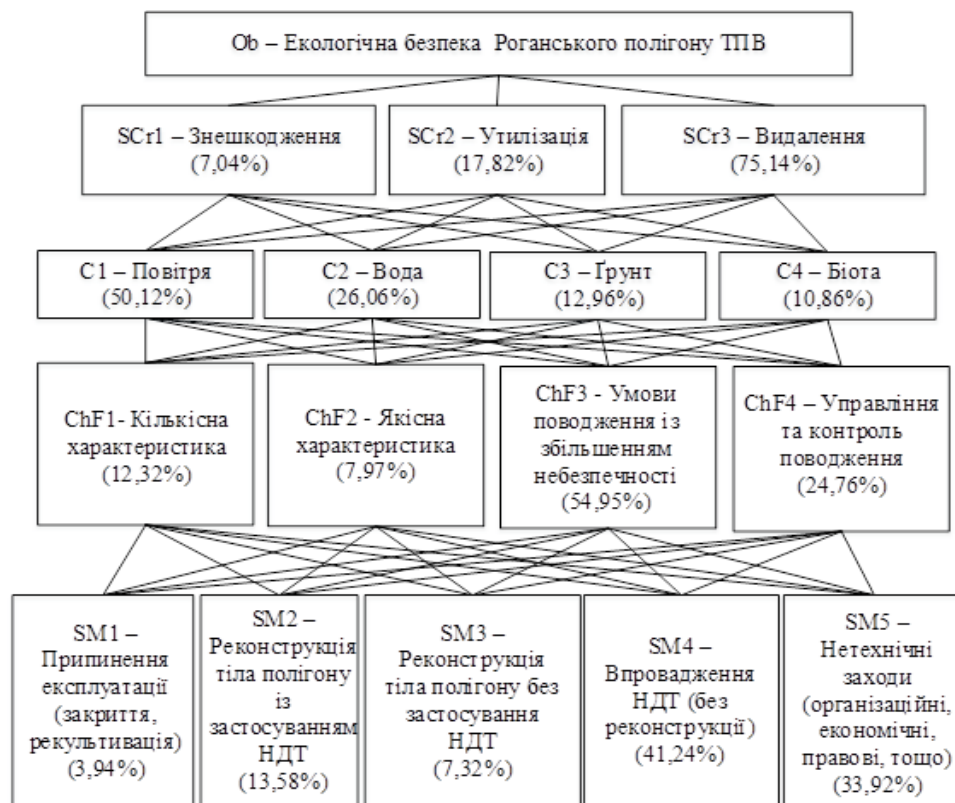 Ob – Екологічна безпека Роганського полігону ТПВ
SCr1 – Знешкодження
(7,04%)
SCr2 – Утилізація
(17,82%)
SCr3 – Видалення
(75,14%)
C1 – Повітря
(50,12%)
C2 – Вода
(26,06%)
C3 – Ґрунт
(12,96%)
C4 – Біота
(10,86%)
ChF1- Кількісна
характеристика
(12,32%)
ChF2 - Якісна
характеристика
(7,97%)
ChF3 - Умови
поводження із
збільшенням
небезпечності
(54,95%)
ChF4 – Управління
та контроль
поводження
(24,76%)
SM1 –
Припинення
експлуатації
(закриття,
рекультивація)
(3,94%)
SM2 –
Реконструкція
тіла полігону
із
застосуванням
НДТ
(13,58%)
SM3 –
Реконструкція
тіла полігону без
застосування
НДТ
(7,32%)
SM4 –
Впровадження
НДТ (без
реконструкції)
(41,24%)
SM5 –
Нетехнічні
заходи
(організаційні,
економічні,
правові, тощо)
(33,92%)